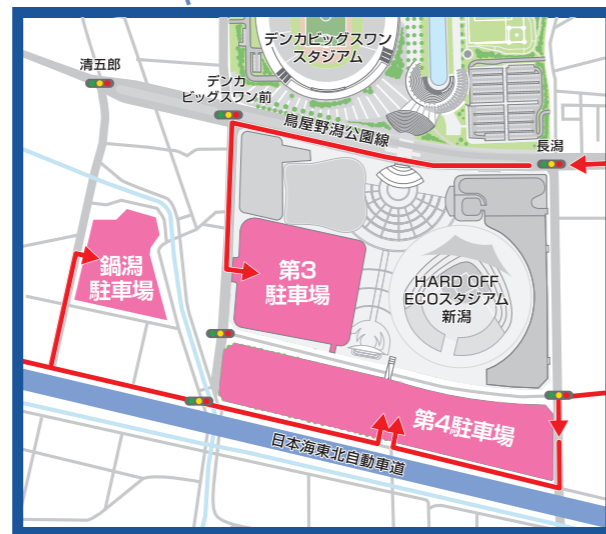 デンカビッグスワン
スタジアム
清五郎
デンカ
ビッグスワン前
鳥屋野潟公園線
長潟
鍋潟
駐車場
第3
駐車場
HARD OFF
ECOスタジアム
新潟
第4駐車場
日本海東北自動車道